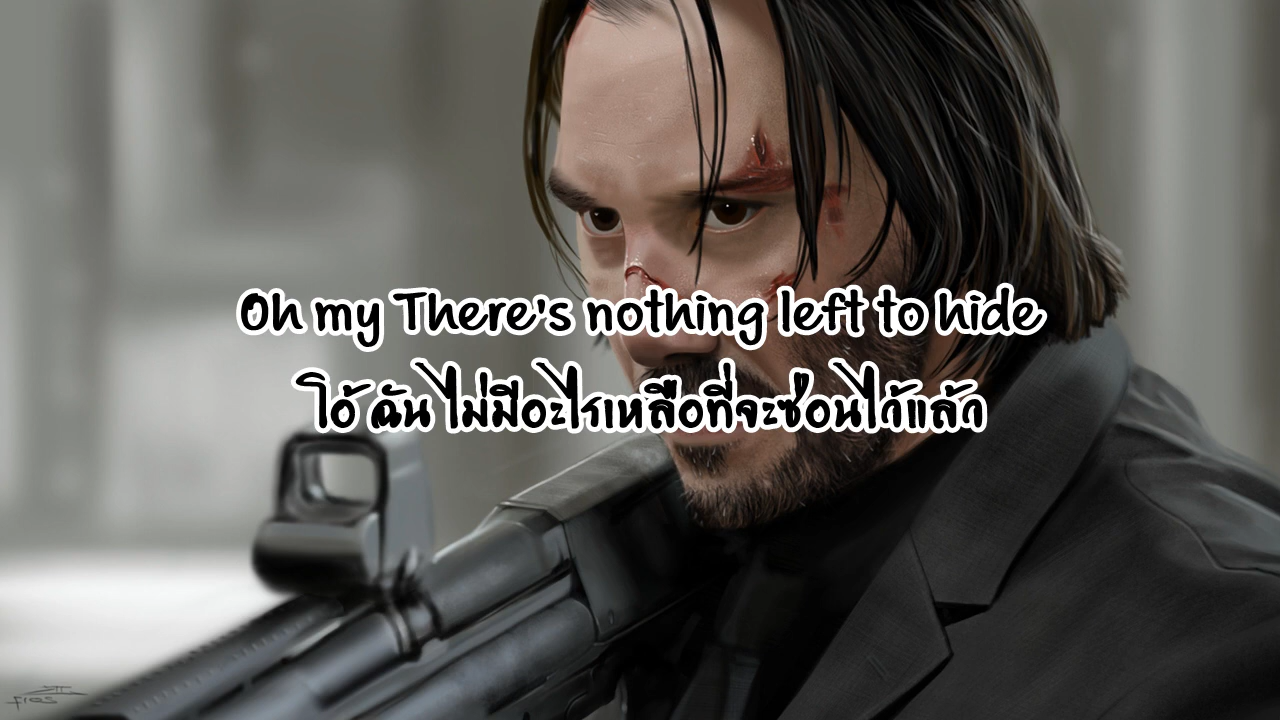 Oh my There's nothing left to hide
โอ้ ฉัน ไม่มีอะไรเหลือที่จะซ่อนไว้แล้ว